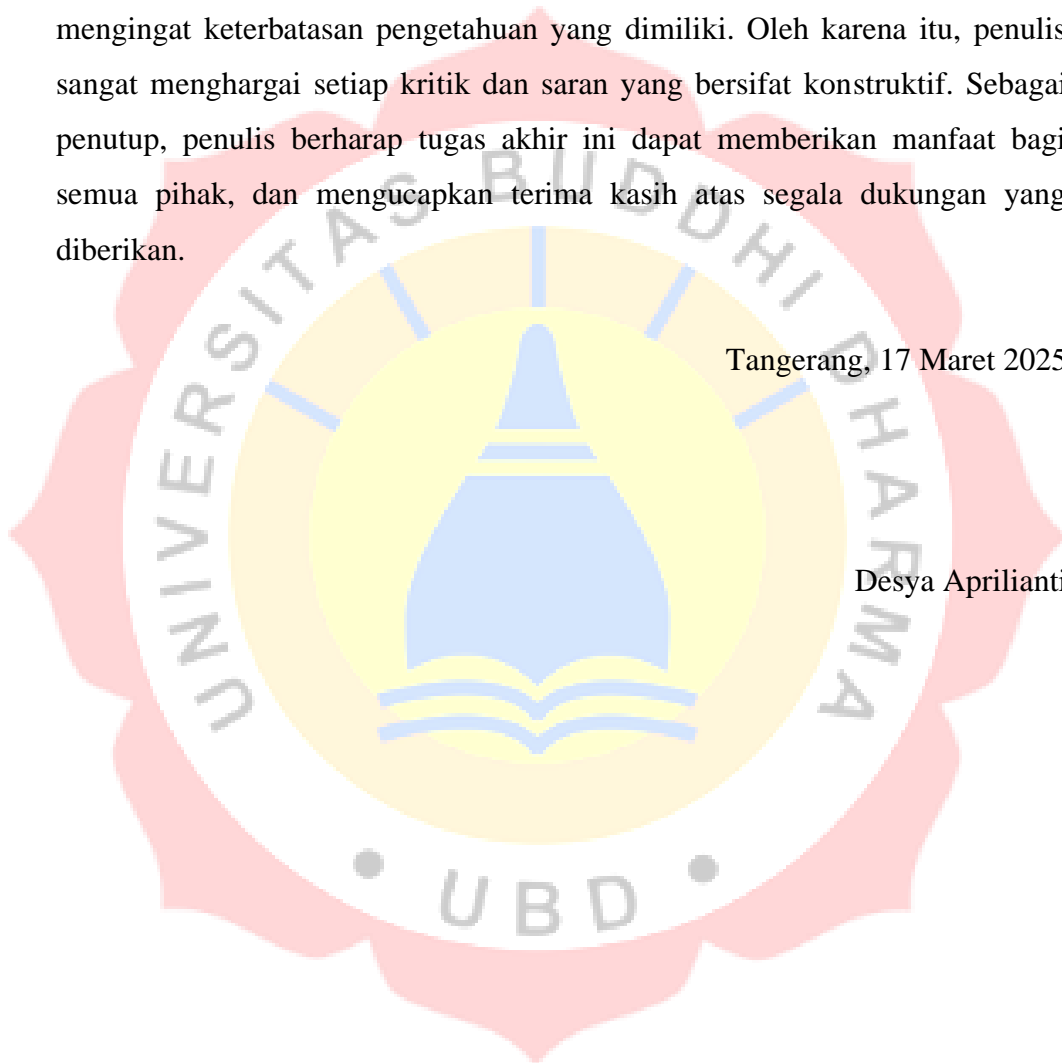 mengingat keterbatasan pengetahuan yang dimiliki. Oleh karena itu, penulis
sangat menghargai setiap kritik dan saran yang bersifat konstruktif. Sebagai
penutup, penulis berharap tugas akhir ini dapat memberikan manfaat bagi
semua pihak, dan mengucapkan terima kasih atas segala dukungan yang
diberikan.
Tangerang, 17 Maret 2025
Desya Aprilianti
UNIVERSITAS BUDDHI DHARMA
• UBD •